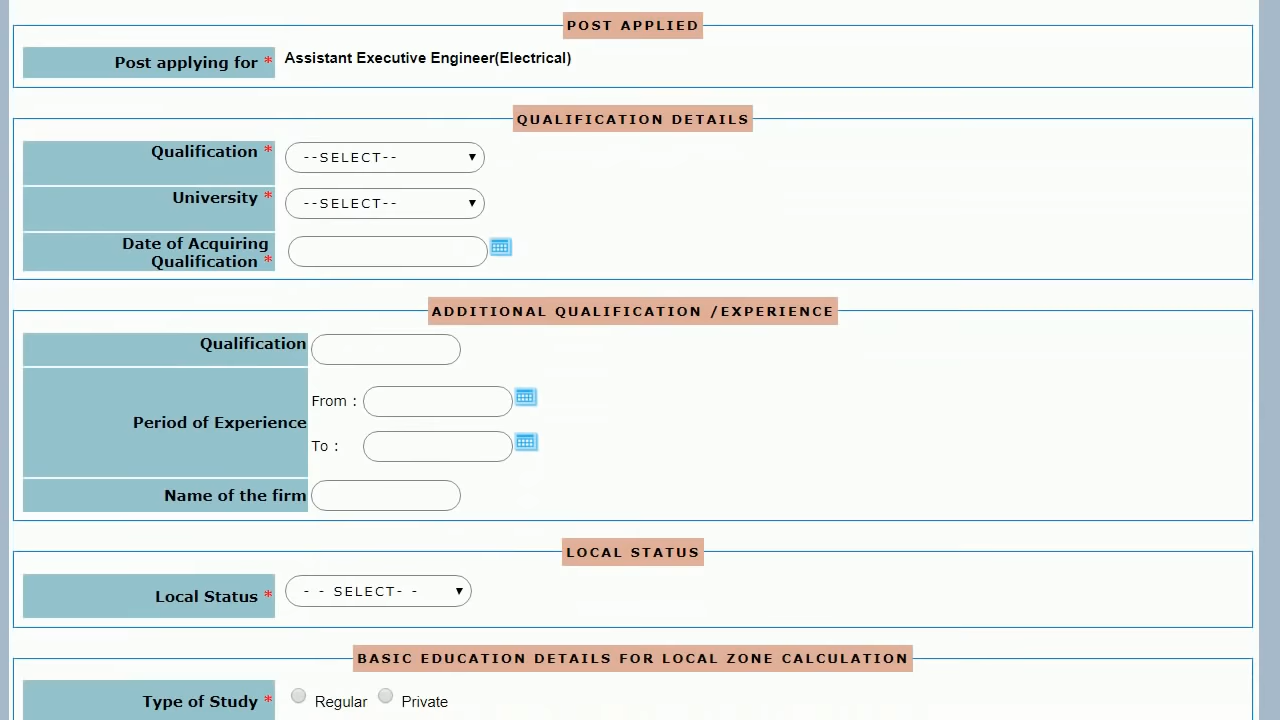 POST APPLIED
Post applying for * Assistant Executive Engineer(Electrical)
QUALIFICATION DETAILS
Qualification * --SELECT--
University * --SELECT--
Date of Acquiring
Qualification *
ADDITIONAL QUALIFICATION /EXPERIENCE
Qualification
Period of Experience
From :
To :
Name of the firm
LOCAL STATUS
Local Status * - - SELECT- -
BASIC EDUCATION DETAILS FOR LOCAL ZONE CALCULATION
Type of Study * Regular Private